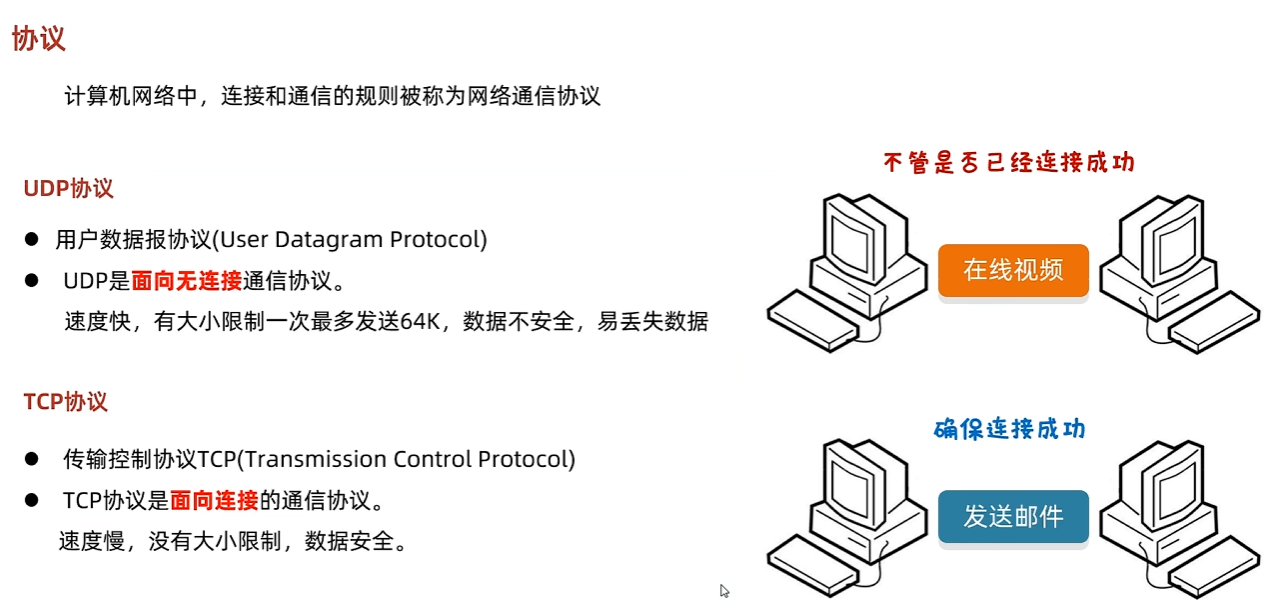 协议
计算机网络中，连接和通信的规则被称为网络通信协议
不管是否已经连接成功
UDP协议
用户数据报协议(User Datagram Protocol)
UDP是面向无连接通信协议。
在线视频
速度快，有大小限制一次最多发送64K，数据不安全，易丢失数据
TCP协议
确保连接成功
传输控制协议TCP(Transmission Control Protocol)
TCP协议是面向连接的通信协议。
发送邮件
速度慢，没有大小限制，数据安全。